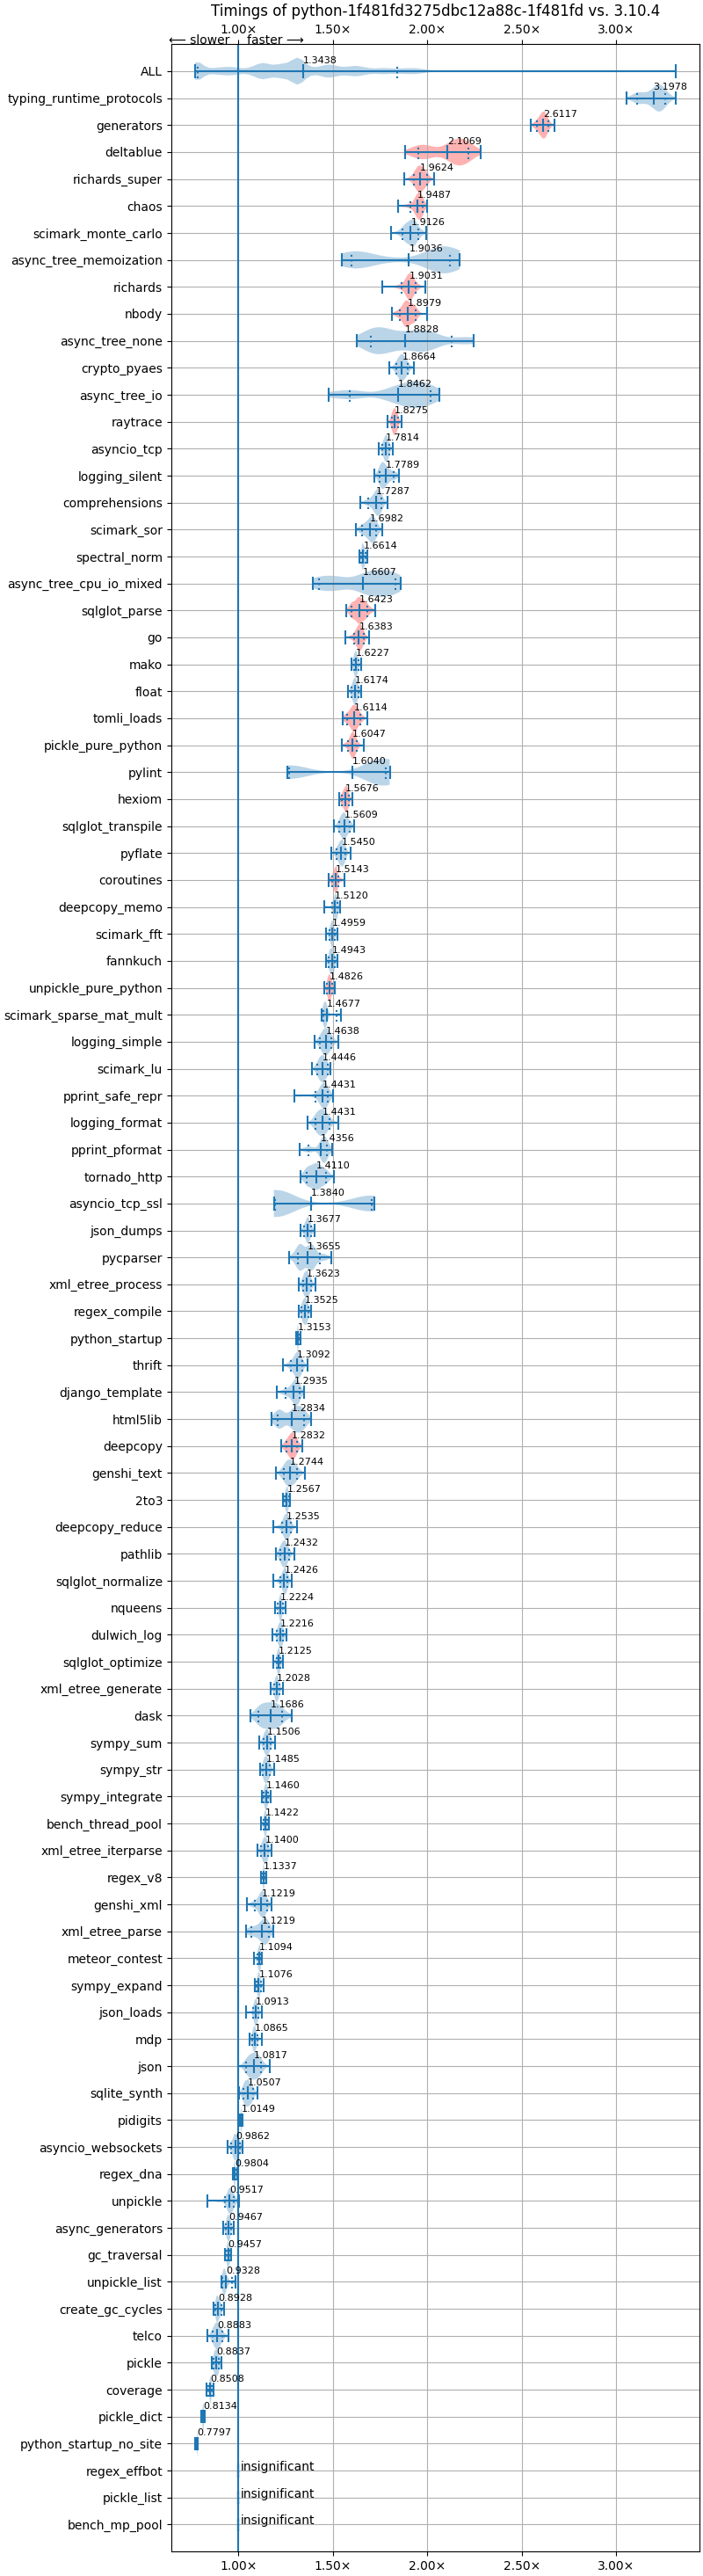 Timings of python-1f481fd3275dbc12a88c-1f481fd vs. 3.10.4
1.00× 1.50× 2.00× 2.50× 3.00×
⟵ slower faster ⟶
ALL 1.3438
typing_runtime_protocols 3.1978
generators 2.6117
deltablue 2.1069
richards_super 1.9624
chaos 1.9487
scimark_monte_carlo 1.9126
async_tree_memoization 1.9036
richards 1.9031
nbody 1.8979
async_tree_none 1.8828
crypto_pyaes 1.8664
async_tree_io 1.8462
raytrace 1.8275
asyncio_tcp 1.7814
logging_silent 1.7789
comprehensions 1.7287
scimark_sor 1.6982
spectral_norm 1.6614
async_tree_cpu_io_mixed 1.6607
sqlglot_parse 1.6423
go 1.6383
mako 1.6227
float 1.6174
tomli_loads 1.6114
pickle_pure_python 1.6047
pylint 1.6040
hexiom 1.5676
sqlglot_transpile 1.5609
pyflate 1.5450
coroutines 1.5143
deepcopy_memo 1.5120
scimark_fft 1.4959
fannkuch 1.4943
unpickle_pure_python 1.4826
scimark_sparse_mat_mult 1.4677
logging_simple 1.4638
scimark_lu 1.4446
pprint_safe_repr 1.4431
logging_format 1.4431
pprint_pformat 1.4356
tornado_http 1.4110
asyncio_tcp_ssl 1.3840
json_dumps 1.3677
pycparser 1.3655
xml_etree_process 1.3623
regex_compile 1.3525
python_startup 1.3153
thrift 1.3092
django_template 1.2935
html5lib 1.2834
deepcopy 1.2832
genshi_text 1.2744
2to3 1.2567
deepcopy_reduce 1.2535
pathlib 1.2432
sqlglot_normalize 1.2426
nqueens 1.2224
dulwich_log 1.2216
sqlglot_optimize 1.2125
xml_etree_generate 1.2028
dask 1.1686
sympy_sum 1.1506
sympy_str 1.1485
sympy_integrate 1.1460
bench_thread_pool 1.1422
xml_etree_iterparse 1.1400
regex_v8 1.1337
genshi_xml 1.1219
xml_etree_parse 1.1219
meteor_contest 1.1094
sympy_expand 1.1076
json_loads 1.0913
mdp 1.0865
json 1.0817
sqlite_synth 1.0507
pidigits 1.0149
asyncio_websockets 0.9862
regex_dna 0.9804
unpickle 0.9517
async_generators 0.9467
gc_traversal 0.9457
unpickle_list 0.9328
create_gc_cycles 0.8928
telco 0.8883
pickle 0.8837
coverage 0.8508
pickle_dict 0.8134
python_startup_no_site 0.7797
regex_effbot insignificant
pickle_list insignificant
bench_mp_pool insignificant
1.00× 1.50× 2.00× 2.50× 3.00×